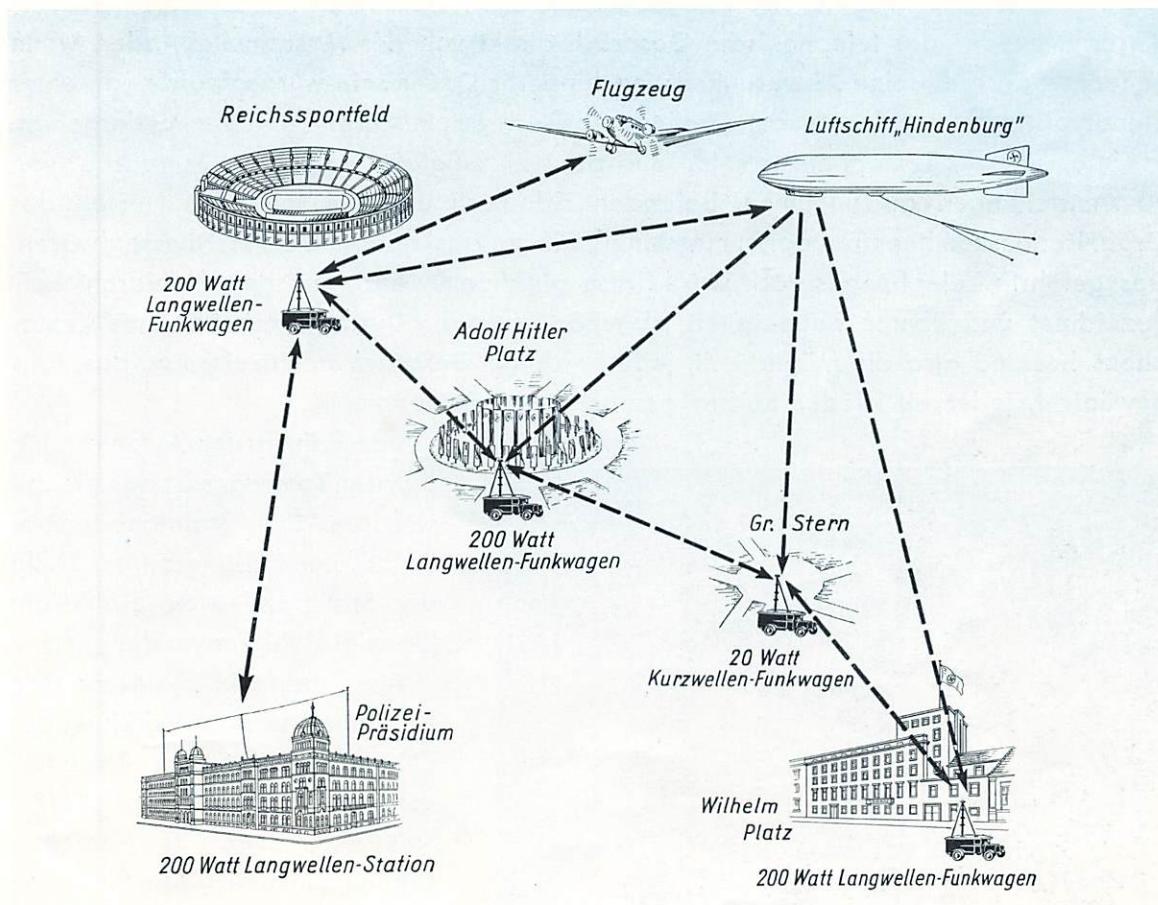 Reichssportfeld
Flugzeug
Luftschiff „Hindenburg"
200 Watt
Langwellen-
Funkwagen
Adolf Hitler
Platz
200 Watt
Langwellen-Funkwagen
Gr. Stern
20 Watt
Kurzwellen-Funkwagen
Polizei-
Präsidium
200 Watt Langwellen-Station
Wilhelm
Platz
200 Watt Langwellen-Funkwagen